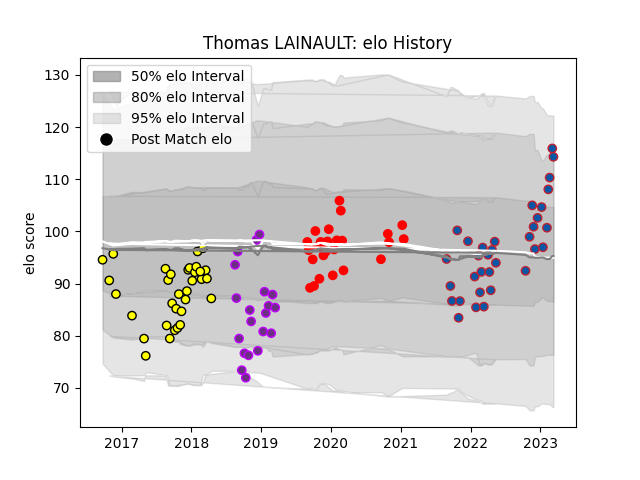 Thomas LAINAULT: elo History
50% elo Interval
80% elo Interval
95% elo Interval
Post Match elo
elo score
130
120
110
100
90
80
70
2017 2018 2019 2020 2021 2022 2023